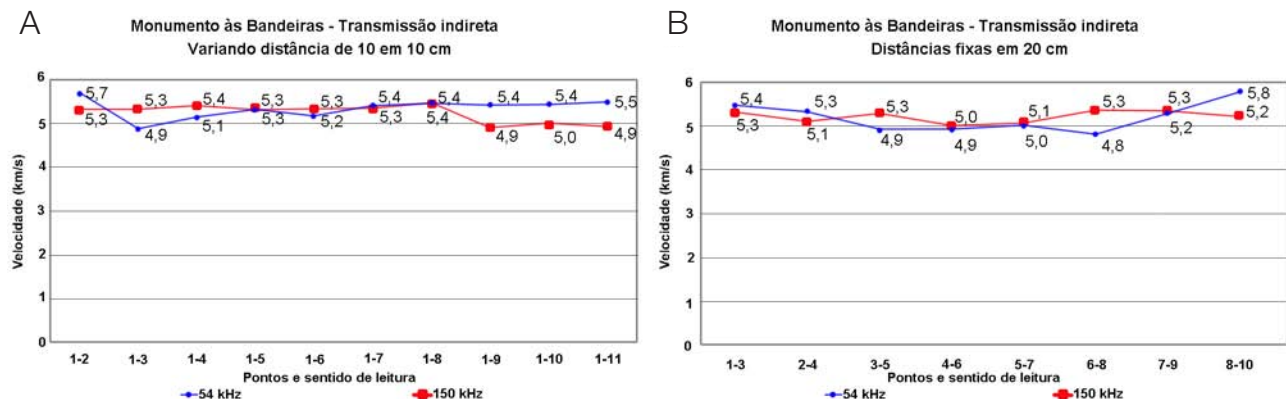 A
Monumento às Bandeiras - Transmissão indireta
Variando distância de 10 em 10 cm
Velocidade (km/s)
6
5
4
3
2
1
0
5,7 5,3 5,4 5,3 5,3 5,4 5,4 5,4 5,4 5,5
5,3 4,9 5,1 5,3 5,2 5,3 5,4 4,9 5,0 4,9
1-2 1-3 1-4 1-5 1-6 1-7 1-8 1-9 1-10 1-11
Pontos e sentido de leitura
54 kHz 150 kHz
B
Monumento às Bandeiras - Transmissão indireta
Distâncias fixas em 20 cm
Velocidade (km/s)
6
5
4
3
2
1
0
5,4 5,3 5,3 5,0 5,1 5,3 5,3 5,8
5,3 5,1 4,9 4,9 5,0 4,8 5,2 5,2
1-3 2-4 3-5 4-6 5-7 6-8 7-9 8-10
Pontos e sentido de leitura
54 kHz 150 kHz